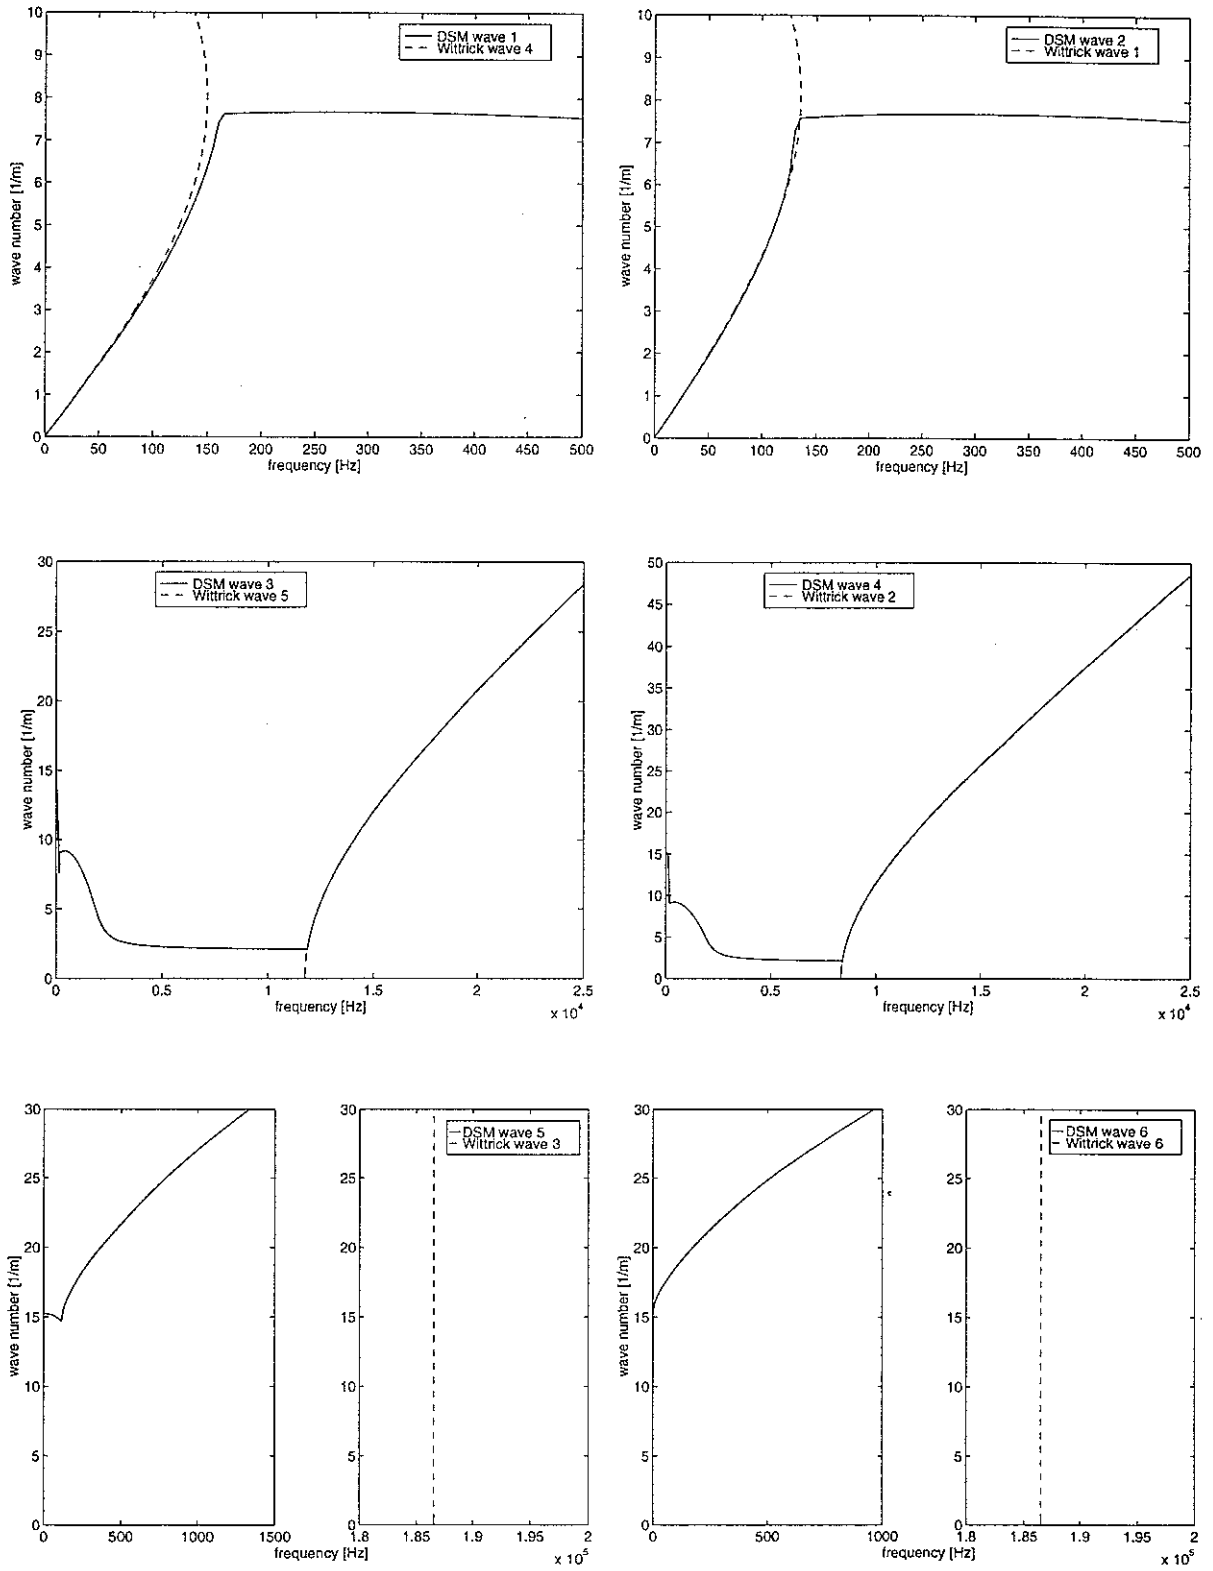 10
9
8
7
6
5
4
3
2
1
0
wave number [1/m]
DSM wave 1
Wittrick wave 4
0 50 100 150 200 250 300 350 400 450 500
frequency [Hz]
10
9
8
7
6
5
4
3
2
1
0
wave number [1/m]
DSM wave 2
Wittrick wave 1
0 50 100 150 200 250 300 350 400 450 500
frequency [Hz]
30
25
20
15
10
5
0
wave number [1/m]
DSM wave 3
Wittrick wave 5
0 0.5 1 1.5 2 2.5
frequency [Hz]
x 10⁴
50
45
40
35
30
25
20
15
10
5
0
wave number [1/m]
DSM wave 4
Wittrick wave 2
0 0.5 1 1.5 2 2.5
frequency [Hz]
x 10⁴
30
25
20
15
10
5
0
wave number [1/m]
0 500 1000 1500
30
25
20
15
10
5
0
DSM wave 5
Wittrick wave 3
1.8 1.85 1.9 1.95 2
frequency [Hz]
x 10⁵
30
25
20
15
10
5
0
wave number [1/m]
0 500 1000
30
25
20
15
10
5
0
DSM wave 6
Wittrick wave 6
1.8 1.85 1.9 1.95 2
frequency [Hz]
x 10⁵